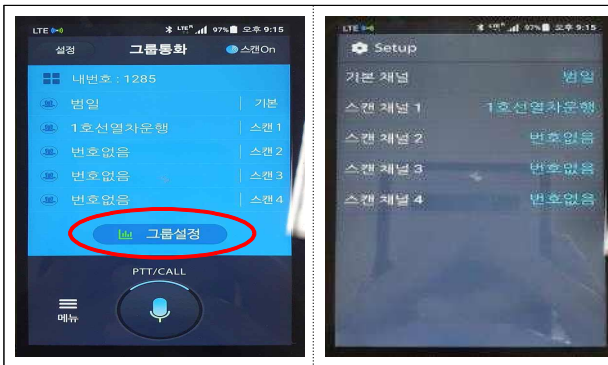 LTE LTE 97% 오후 9:15
설정 그룹통화 스캔On
내번호 : 1285
범일 기본
1호선열차운행 스캔 1
번호없음 스캔 2
번호없음 스캔 3
번호없음 스캔 4
그룹설정
PTT/CALL
메뉴
LTE LTE 97% 오후 9:15
Setup
기본 채널 범일
스캔 채널 1 1호선열차운행
스캔 채널 2 번호없음
스캔 채널 3 번호없음
스캔 채널 4 번호없음